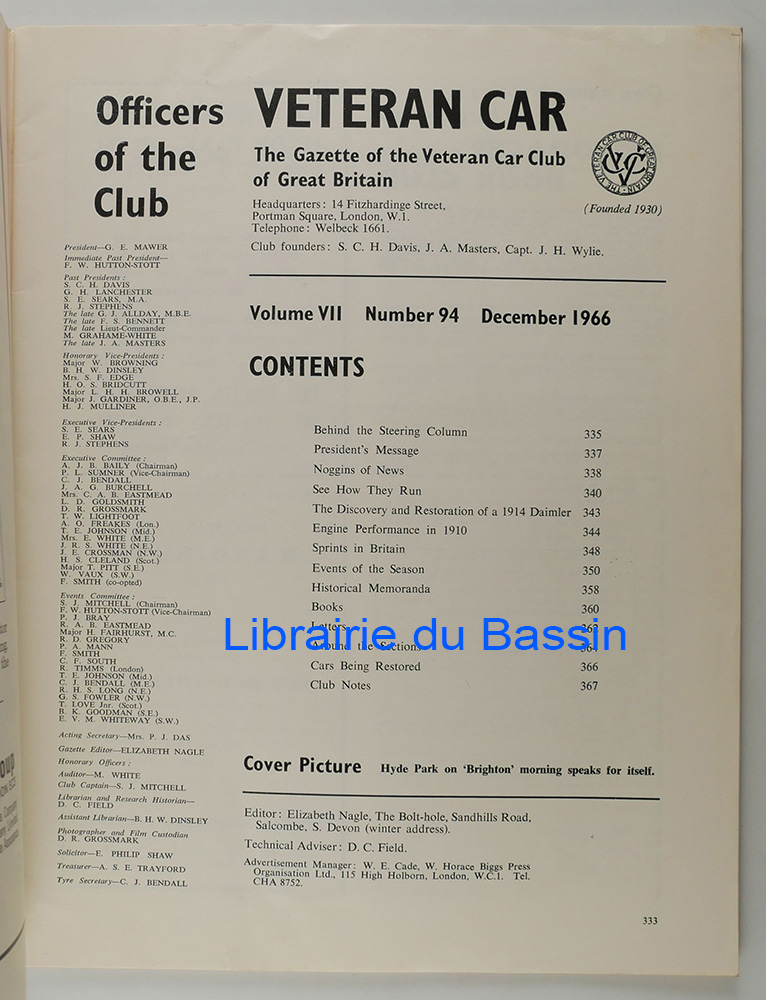 Officers
of the
Club
President—G. E. MAWER
Immediate Past President—
F. W. HUTTON-STOTT
Past Presidents :
S. C. H. DAVIS
G. H. LANCHESTER
S. E. SEARS, M.A.
R. J. STEPHENS
The late G. J. ALLDAY, M.B.E.
The late F. S. BENNETT
The late Lieut-Commander
M. GRAHAME-WHITE
The late J. A. MASTERS
Honorary Vice-Presidents :
Major W. BROWNING
B. H. W. DINSLEY
Mrs. S. F. EDGE
H. O. S. BRIDCUTT
Major L. H. H. BROWELL
Major J. GARDINER, O.B.E., J.P.
H. J. MULLINER
Executive Vice-Presidents :
S. E. SEARS
E. P. SHAW
R. J. STEPHENS
Executive Committee :
A. J. B. BAILY (Chairman)
P. L. SUMNER (Vice-Chairman)
C. J. BENDALL
J. A. G. BURCHELL
Mrs. C. A. B. EASTMEAD
L. D. GOLDSMITH
D. R. GROSSMARK
T. W. LIGHTFOOT
A. O. FREAKES (Lon.)
T. E. JOHNSON (Mid.)
Mrs. E. WHITE (M.E.)
J. R. S. WHITE (N.E.)
J. E. CROSSMAN (N.W.)
H. S. CLELAND (Scot.)
Major T. PITT (S.E.)
W. VAUX (S.W.)
F. SMITH (co-opted)
Events Committee :
S. J. MITCHELL (Chairman)
F. W. HUTTON-STOTT (Vice-Chairman)
P. J. BRAY
R. A. B. EASTMEAD
Major H. FAIRHURST, M.C.
R. D. GREGORY
P. A. MANN
F. SMITH
C. F. SOUTH
R. TIMMS (London)
T. E. JOHNSON (Mid.)
C. J. BENDALL (M.E.)
R. H. S. LONG (N.E.)
G. S. FOWLER (N.W.)
T. LOVE Jnr. (Scot.)
B. K. GOODMAN (S.E.)
E. V. M. WHITEWAY (S.W.)
Acting Secretary—Mrs. P. J. DAS
Gazette Editor—ELIZABETH NAGLE
Honorary Officers :
Auditor—M. WHITE
Club Captain—S. J. MITCHELL
Librarian and Research Historian—
D. C. FIELD
Assistant Librarian—B. H. W. DINSLEY
Photographer and Film Custodian
D. R. GROSSMARK
Solicitor—E. PHILIP SHAW
Treasurer—A. S. E. TRAYFORD
Tyre Secretary—C. J. BENDALL
VETERAN CAR
The Gazette of the Veteran Car Club
of Great Britain
Headquarters: 14 Fitzhardinge Street,
Portman Square, London, W.1.
Telephone: Welbeck 1661.
THE VETERAN CAR CLUB OF GREAT BRITAIN
VCC
(Founded 1930)
Club founders: S. C. H. Davis, J. A. Masters, Capt. J. H. Wylie.
Volume VII Number 94 December 1966
CONTENTS
Behind the Steering Column 335
President's Message 337
Noggins of News 338
See How They Run 340
The Discovery and Restoration of a 1914 Daimler 343
Engine Performance in 1910 344
Sprints in Britain 348
Events of the Season 350
Historical Memoranda 358
Books 360
Letters
Around the Sections 364
Cars Being Restored 366
Club Notes 367
Librairie du Bassin
Cover Picture Hyde Park on 'Brighton' morning speaks for itself.
Editor: Elizabeth Nagle, The Bolt-hole, Sandhills Road,
Salcombe, S. Devon (winter address).
Technical Adviser: D. C. Field.
Advertisement Manager: W. E. Cade, W. Horace Biggs Press
Organisation Ltd., 115 High Holborn, London, W.C.1. Tel.
CHA 8752.
333